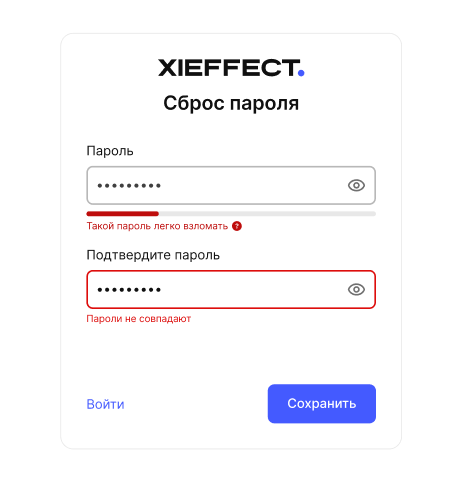 XIEFFECT.
Сброс пароля
Пароль
•••••••••
Такой пароль легко взломать ?
Подтвердите пароль
•••••••••
Пароли не совпадают
Войти
Сохранить